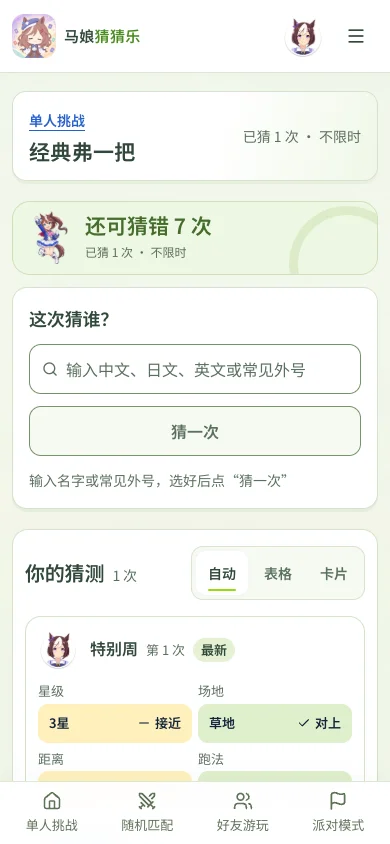 马娘猜猜乐
单人挑战
经典弗一把
已猜 1 次 · 不限时
还可猜错 7 次
已猜 1 次 · 不限时
这次猜谁?
输入中文、日文、英文或常见外号
猜一次
输入名字或常见外号，选好后点“猜一次”
你的猜测 1 次
自动 表格 卡片
特别周 第 1 次 最新
星级 场地
3星 — 接近 草地 ✓ 对上
距离 跑法
单人挑战 随机匹配 好友游玩 派对模式